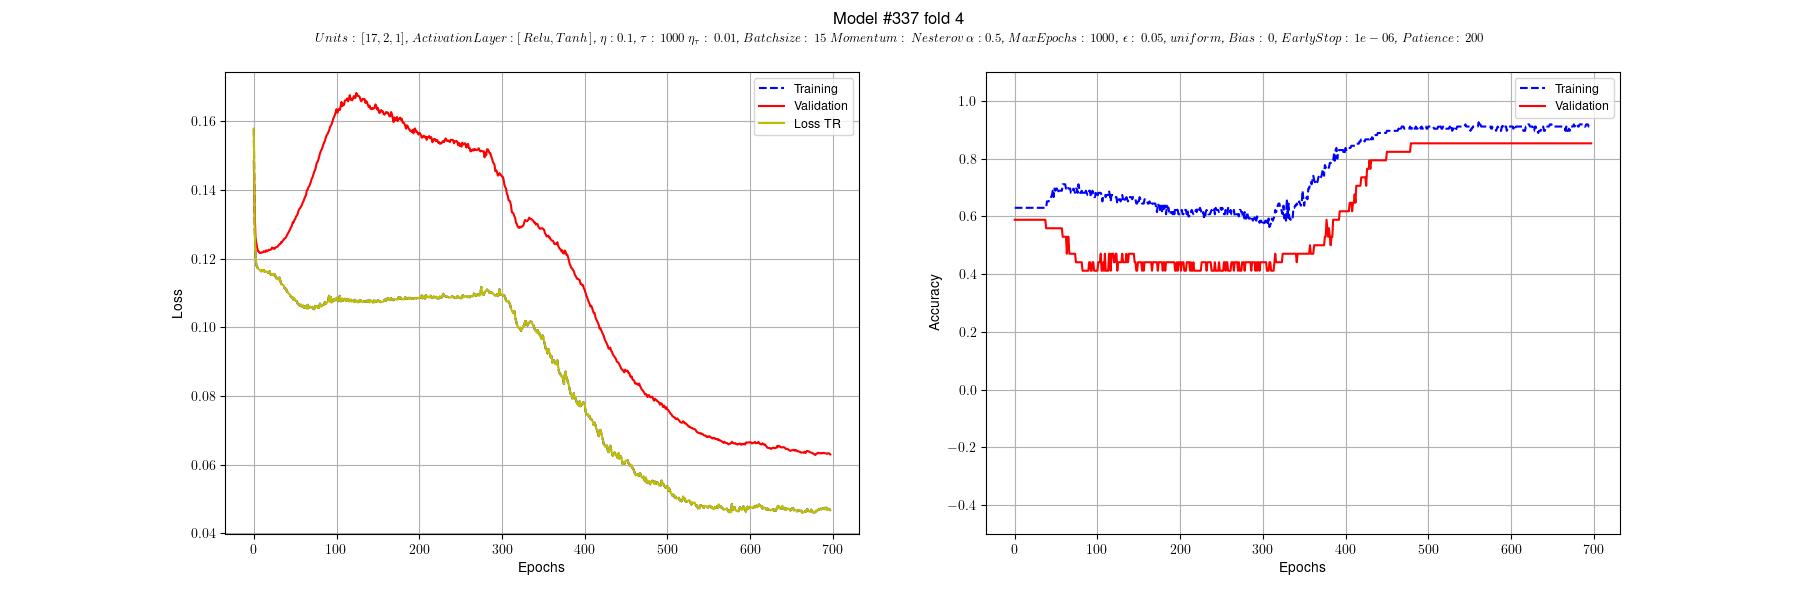 Model #337 fold 4
Units : [17, 2, 1], ActivationLayer : [ Relu, Tanh ], η : 0.1, τ : 1000 η_τ : 0.01, Batchsize : 15 Momentum : Nesterov α : 0.5, MaxEpochs : 1000, ϵ : 0.05, uniform, Bias : 0, EarlyStop : 1e − 06, Patience : 200
Training
Validation
Loss TR
0.16
0.14
0.12
0.10
0.08
0.06
0.04
Loss
0 100 200 300 400 500 600 700
Epochs
Training
Validation
1.0
0.8
0.6
0.4
0.2
0.0
−0.2
−0.4
Accuracy
0 100 200 300 400 500 600 700
Epochs